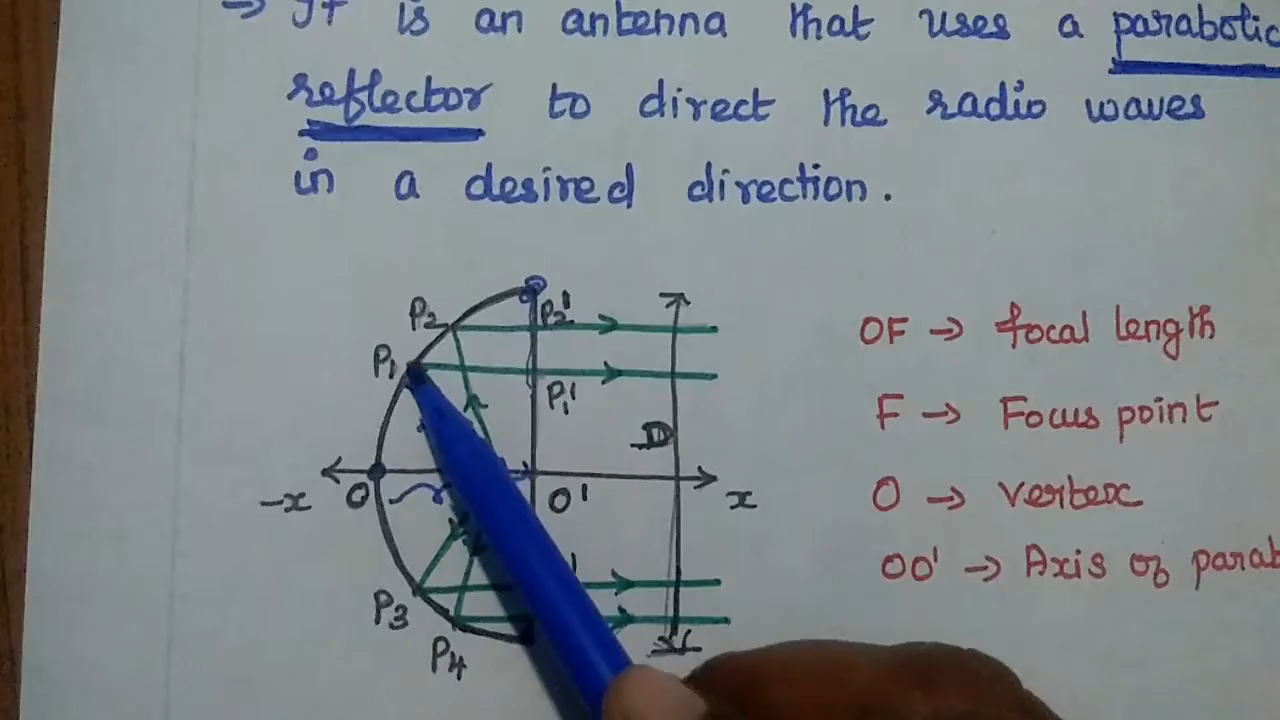 → It is an antenna that uses a parabolic
reflector to direct the radio waves
in a desired direction.
P2 P2'
P1 P1'
D
-x O O' x
P3
P4
OF → focal length
F → Focus point
O → vertex
OO' → Axis of parab